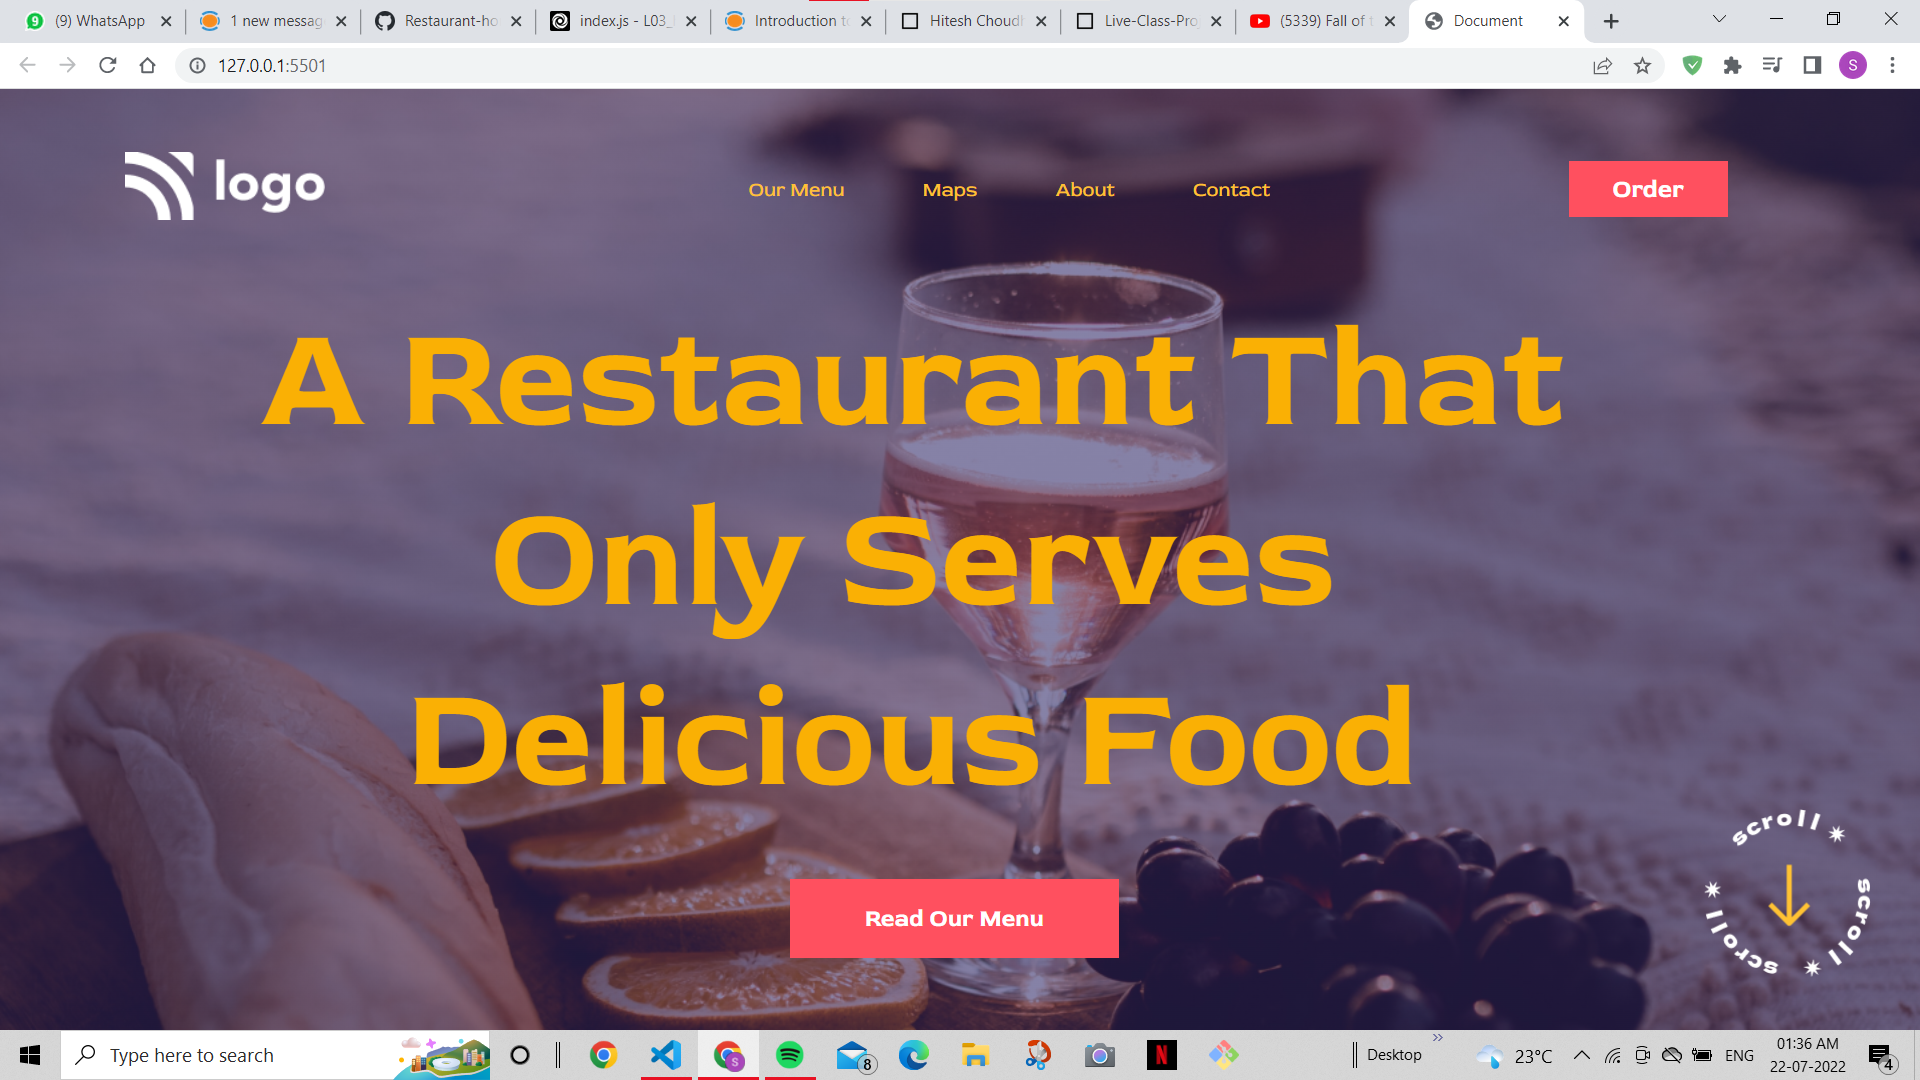 (9) WhatsApp
1 new messag
Restaurant-ho
index.js - L03_
Introduction to
Hitesh Choudh
Live-Class-Pro
(5339) Fall of t
Document
127.0.0.1:5501
S
logo
Our Menu
Maps
About
Contact
Order
A Restaurant That
Only Serves
Delicious Food
scroll
scroll
scroll
Read Our Menu
Type here to search
8
Desktop
23°C
ENG
01:36 AM
22-07-2022
4